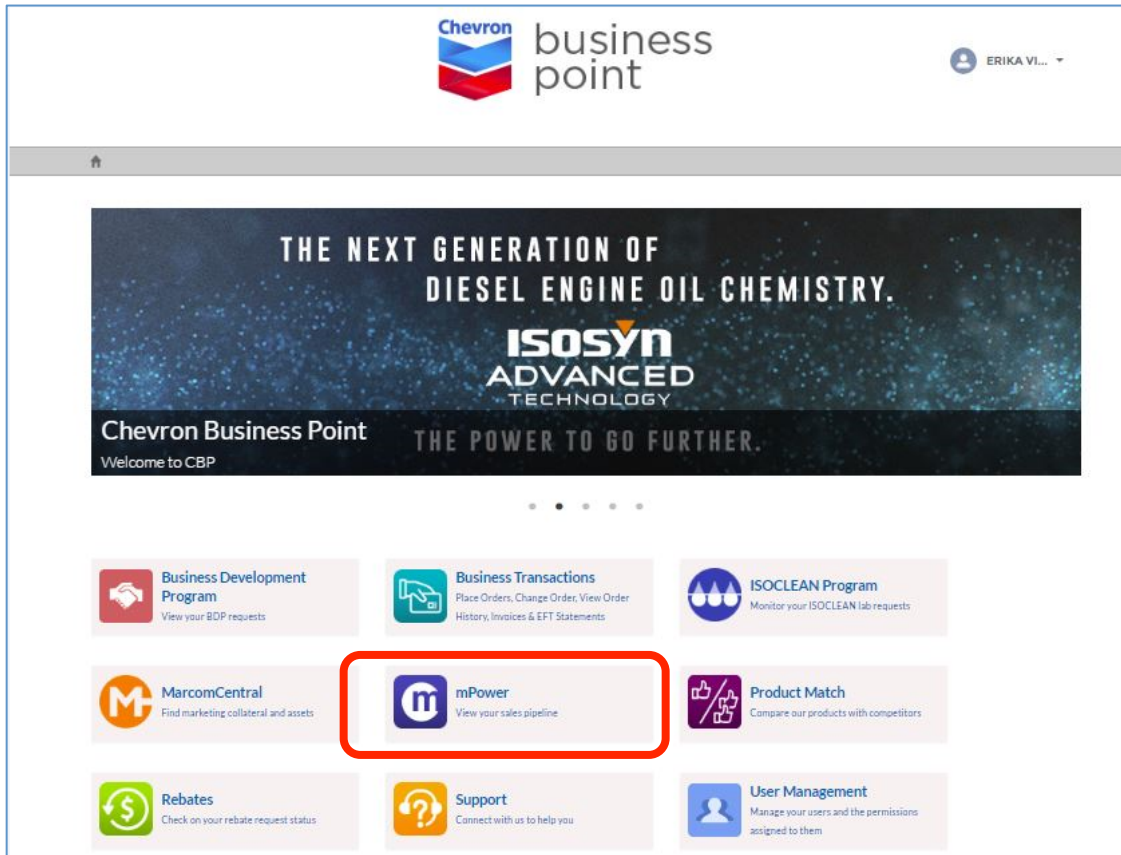 Chevron
business
point
ERIKA VI...
THE NEXT GENERATION OF
DIESEL ENGINE OIL CHEMISTRY.
ISOSYN
ADVANCED
TECHNOLOGY
THE POWER TO GO FURTHER.
Chevron Business Point
Welcome to CBP
Business Development
Program
View your BDP requests
Business Transactions
Place Orders, Change Order, View Order
History, Invoices & EFT Statements
ISOCLEAN Program
Monitor your ISOCLEAN lab requests
M
MarcomCentral
Find marketing collateral and assets
m
mPower
View your sales pipeline
Product Match
Compare our products with competitors
$
Rebates
Check on your rebate request status
?
Support
Connect with us to help you
User Management
Manage your users and the permissions
assigned to them